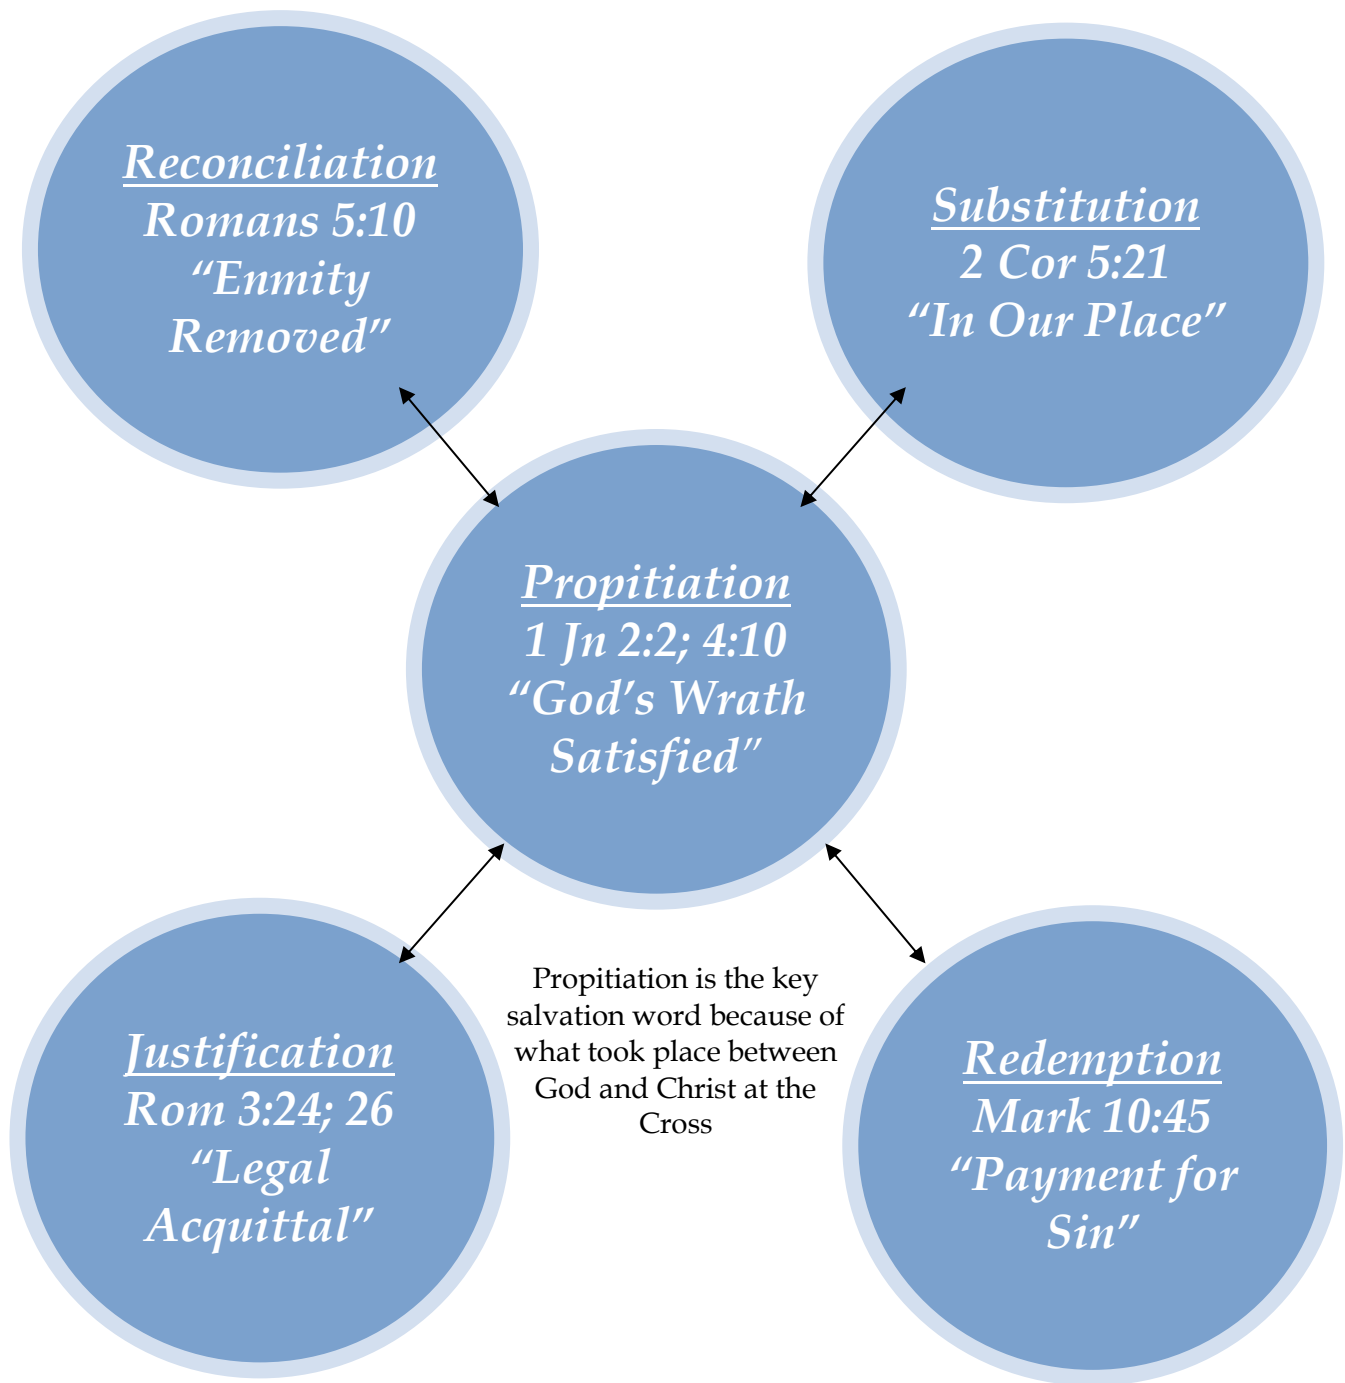 Reconciliation
Romans 5:10
“Enmity
Removed”
Substitution
2 Cor 5:21
“In Our Place”
Propitiation
1 Jn 2:2; 4:10
“God’s Wrath
Satisfied”
Justification
Rom 3:24; 26
“Legal
Acquittal”
Propitiation is the key
salvation word because of
what took place between
God and Christ at the
Cross
Redemption
Mark 10:45
“Payment for
Sin”